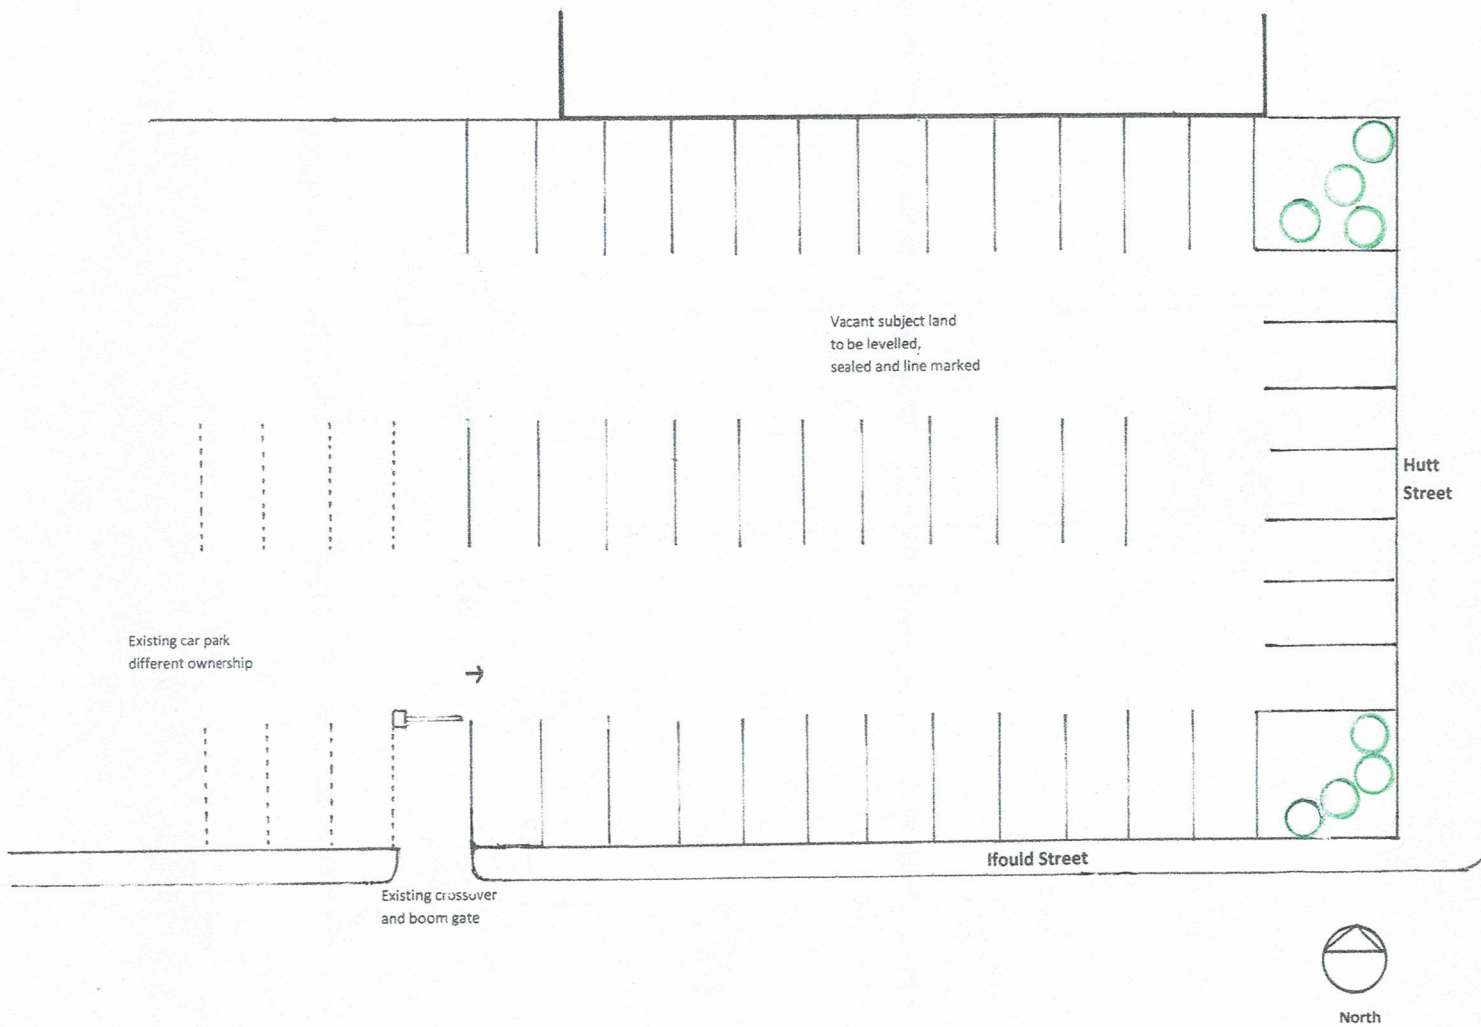 Vacant subject land
to be levelled,
sealed and line marked
Hutt
Street
Existing car park
different ownership
Ifould Street
Existing crossover
and boom gate
North